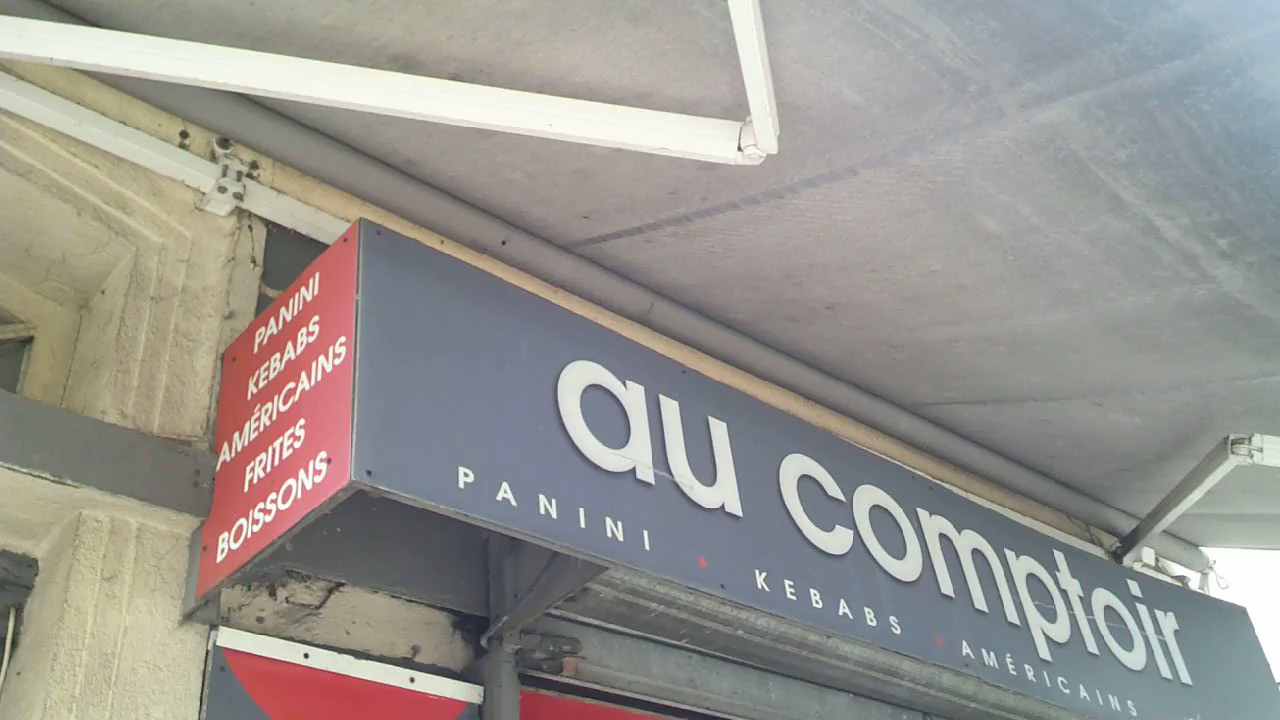 PANINI
KEBABS
AMÉRICAINS
FRITES
BOISSONS
au comptoir
PANINI • KEBABS • AMÉRICAINS